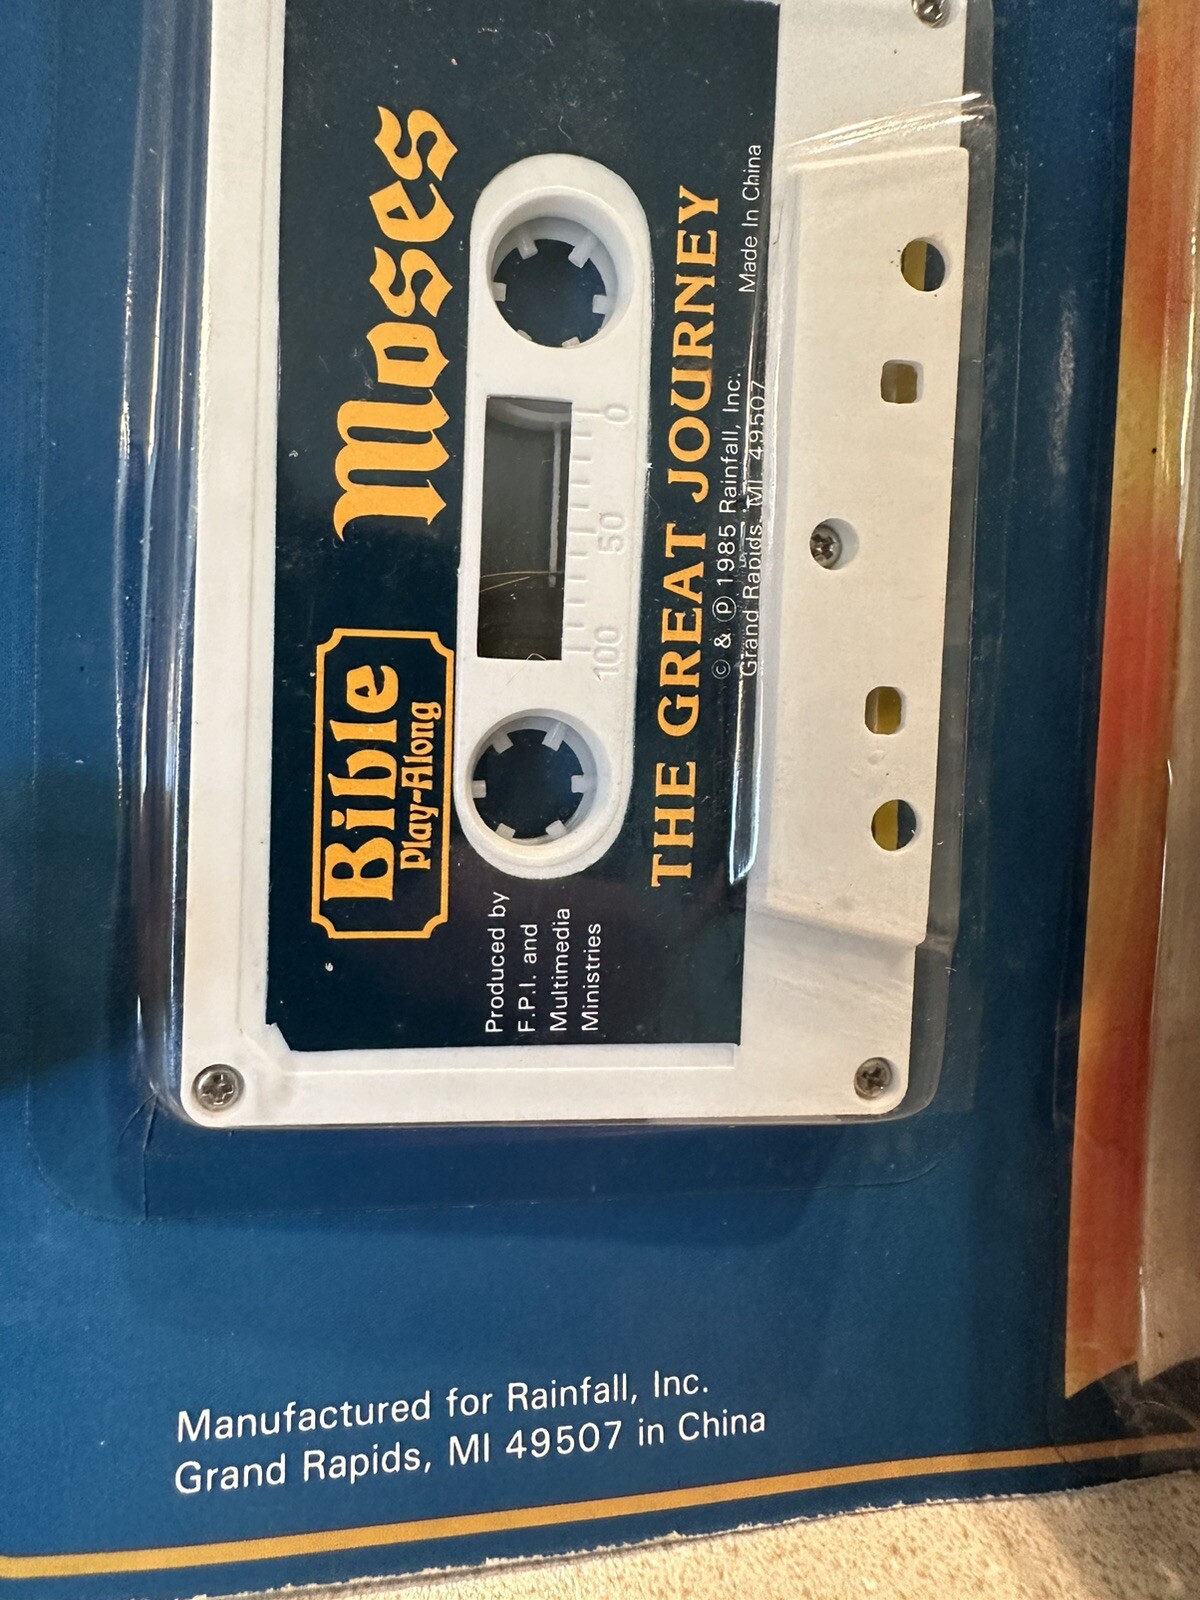 Bible
Play-Along
Moses
Produced by
F.P.I. and
Multimedia
Ministries
100 50 0
THE GREAT JOURNEY
© & ℗ 1985 Rainfall, Inc.
Grand Rapids, MI. 49507 Made In China
Manufactured for Rainfall, Inc.
Grand Rapids, MI 49507 in China